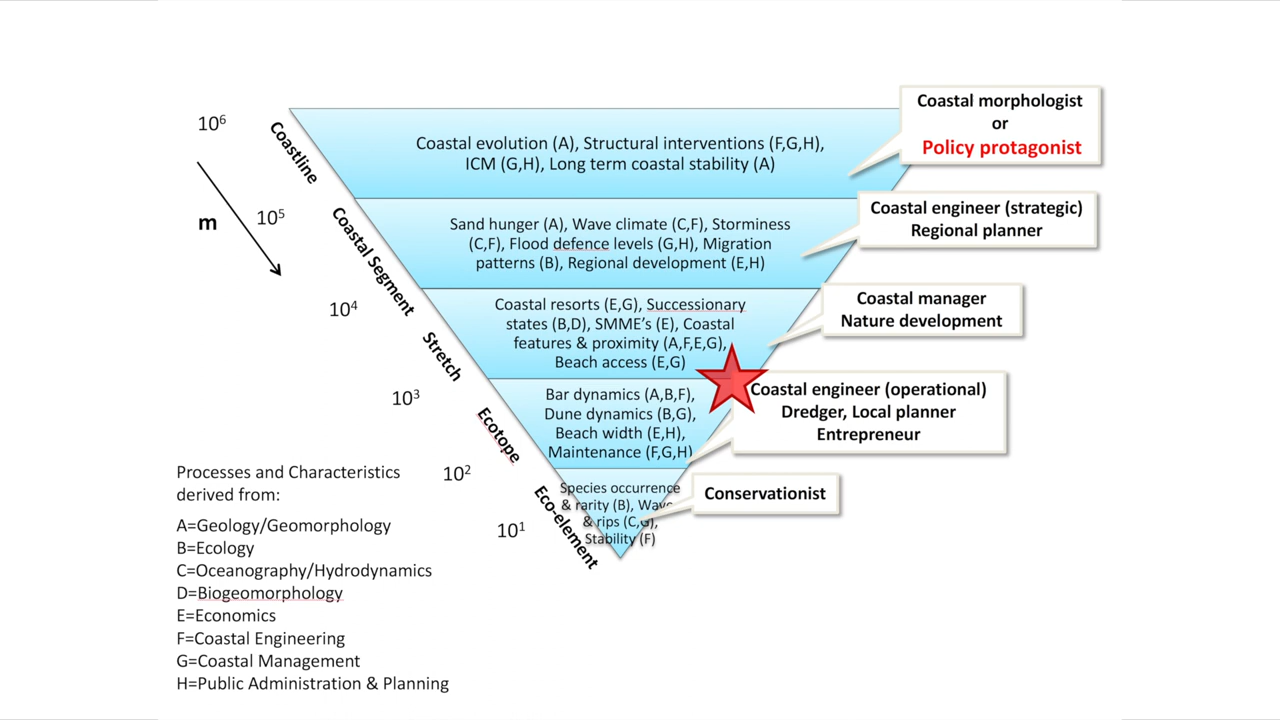 10⁶
Coastline
Coastal evolution (A), Structural interventions (F,G,H),
ICM (G,H), Long term coastal stability (A)
Coastal morphologist
or
Policy protagonist
m
10⁵
Coastal Segment
Sand hunger (A), Wave climate (C,F), Storminess
(C,F), Flood defence levels (G,H), Migration
patterns (B), Regional development (E,H)
Coastal engineer (strategic)
Regional planner
10⁴
Stretch
Coastal resorts (E,G), Successionary
states (B,D), SMME's (E), Coastal
features & proximity (A,F,E,G),
Beach access (E,G)
Coastal manager
Nature development
10³
Ecotope
Bar dynamics (A,B,F),
Dune dynamics (B,G),
Beach width (E,H),
Maintenance (F,G,H)
Coastal engineer (operational)
Dredger, Local planner
Entrepreneur
10²
Eco-element
Species occurrence
& rarity (B), Wave
& rips (C,G),
Stability (F)
Conservationist
10¹
Processes and Characteristics
derived from:
A=Geology/Geomorphology
B=Ecology
C=Oceanography/Hydrodynamics
D=Biogeomorphology
E=Economics
F=Coastal Engineering
G=Coastal Management
H=Public Administration & Planning